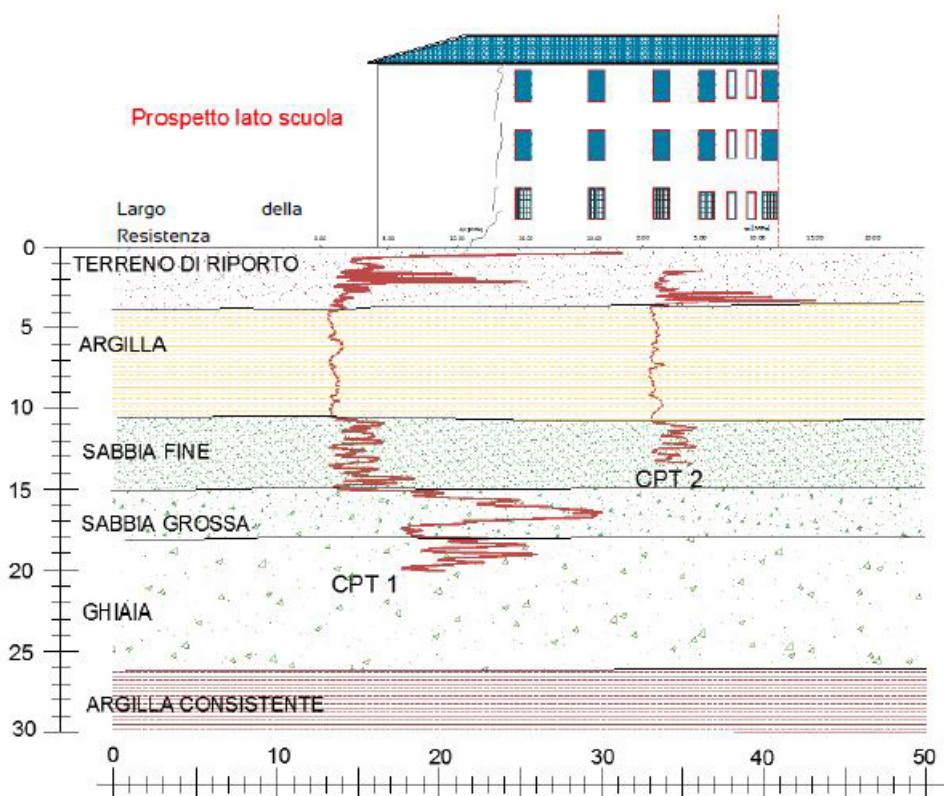 Prospetto lato scuola
Largo della
Resistenza
0
TERRENO DI RIPORTO
5
ARGILLA
10
SABBIA FINE
CPT 2
15
SABBIA GROSSA
20
CPT 1
GHIAIA
25
ARGILLA CONSISTENTE
30
0 10 20 30 40 50